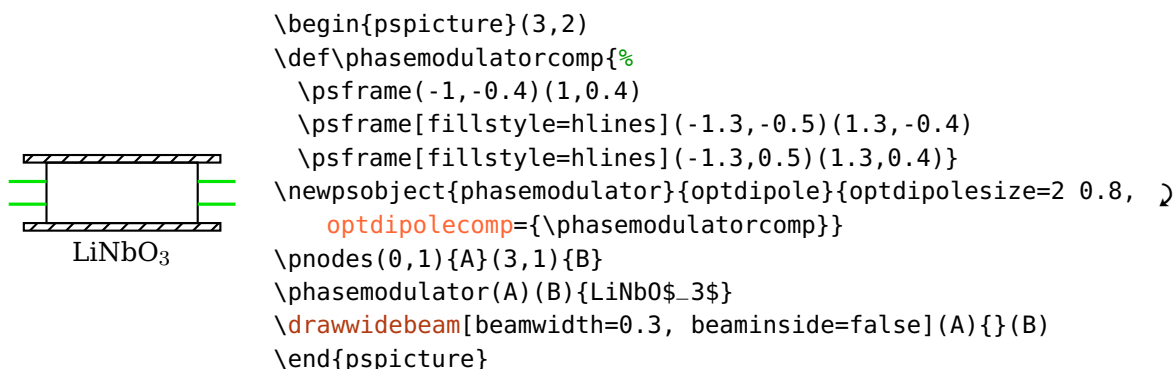 \begin{pspicture}(3,2)
\def\phasemodulatorcomp{%
\psframe(-1,-0.4)(1,0.4)
\psframe[fillstyle=hlines](-1.3,-0.5)(1.3,-0.4)
\psframe[fillstyle=hlines](-1.3,0.5)(1.3,0.4)}
\newpsobject{phasemodulator}{optdipole}{optdipolesize=2 0.8,
optdipolecomp={\phasemodulatorcomp}}
\pnodes(0,1){A}(3,1){B}
\phasemodulator(A)(B){LiNbO$_3$}
\drawwidebeam[beamwidth=0.3, beaminside=false](A){}(B)
\end{pspicture}
LiNbO₃